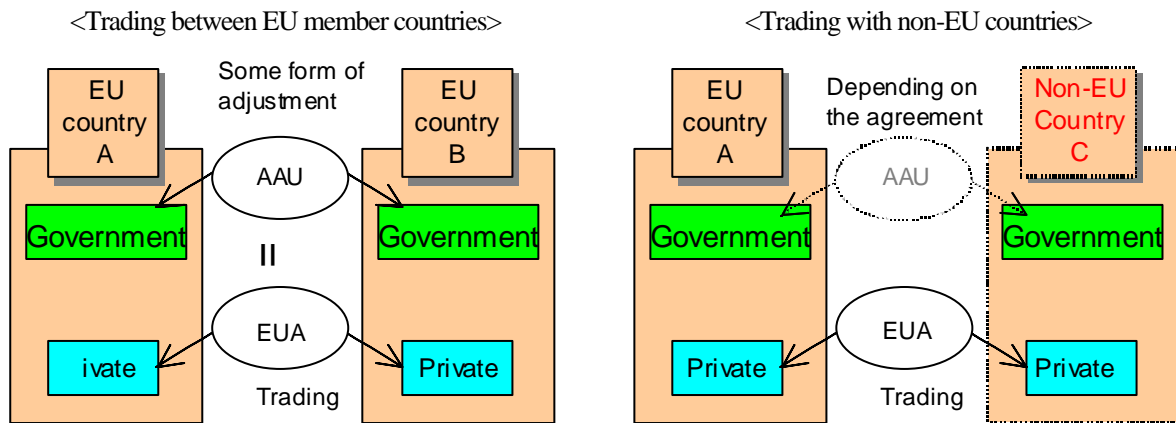 <Trading between EU member countries>
EU
country
A
Some form of
adjustment
EU
country
B
AAU
Government
Government
=
EUA
ivate
Private
Trading
<Trading with non-EU countries>
EU
country
A
Depending on
the agreement
Non-EU
Country
C
AAU
Government
Government
EUA
Private
Private
Trading